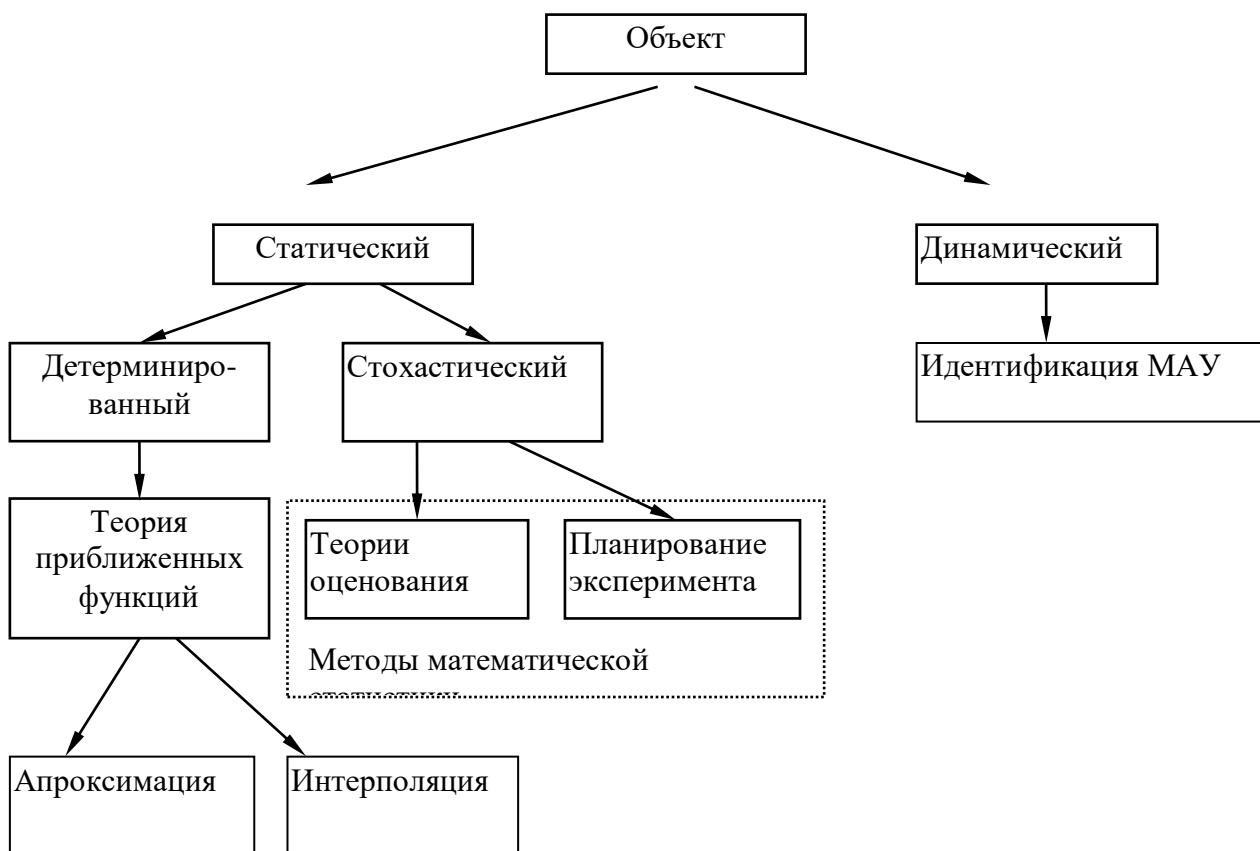 Объект
Статический
Динамический
Детерминиро-
ванный
Стохастический
Идентификация МАУ
Теория
приближенных
функций
Теории
оценования
Планирование
эксперимента
Методы математической
Апроксимация
Интерполяция